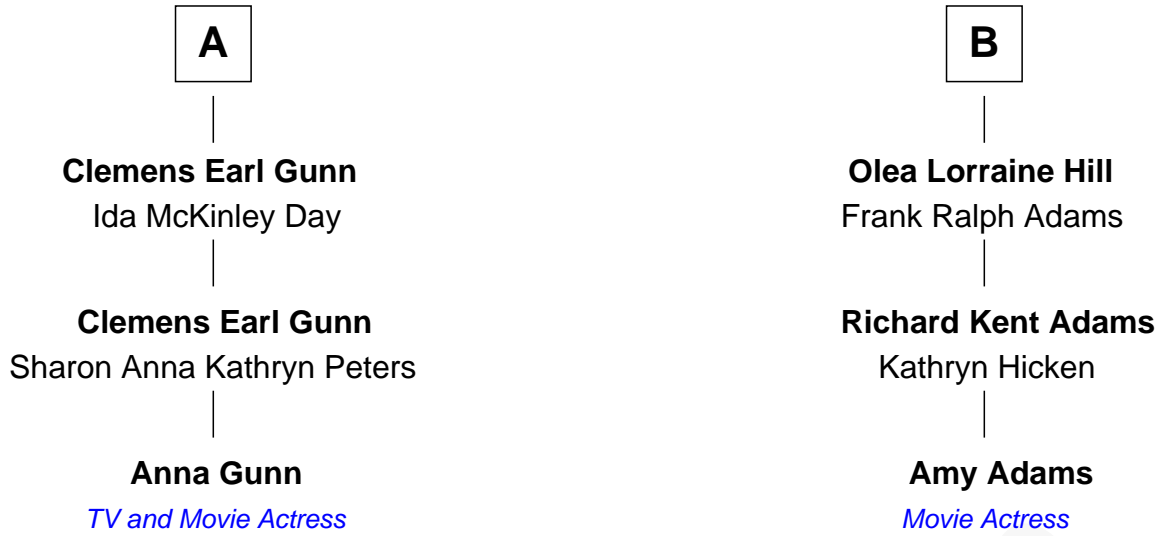 A
Clemens Earl Gunn
Ida McKinley Day
Clemens Earl Gunn
Sharon Anna Kathryn Peters
Anna Gunn
TV and Movie Actress
B
Olea Lorraine Hill
Frank Ralph Adams
Richard Kent Adams
Kathryn Hicken
Amy Adams
Movie Actress